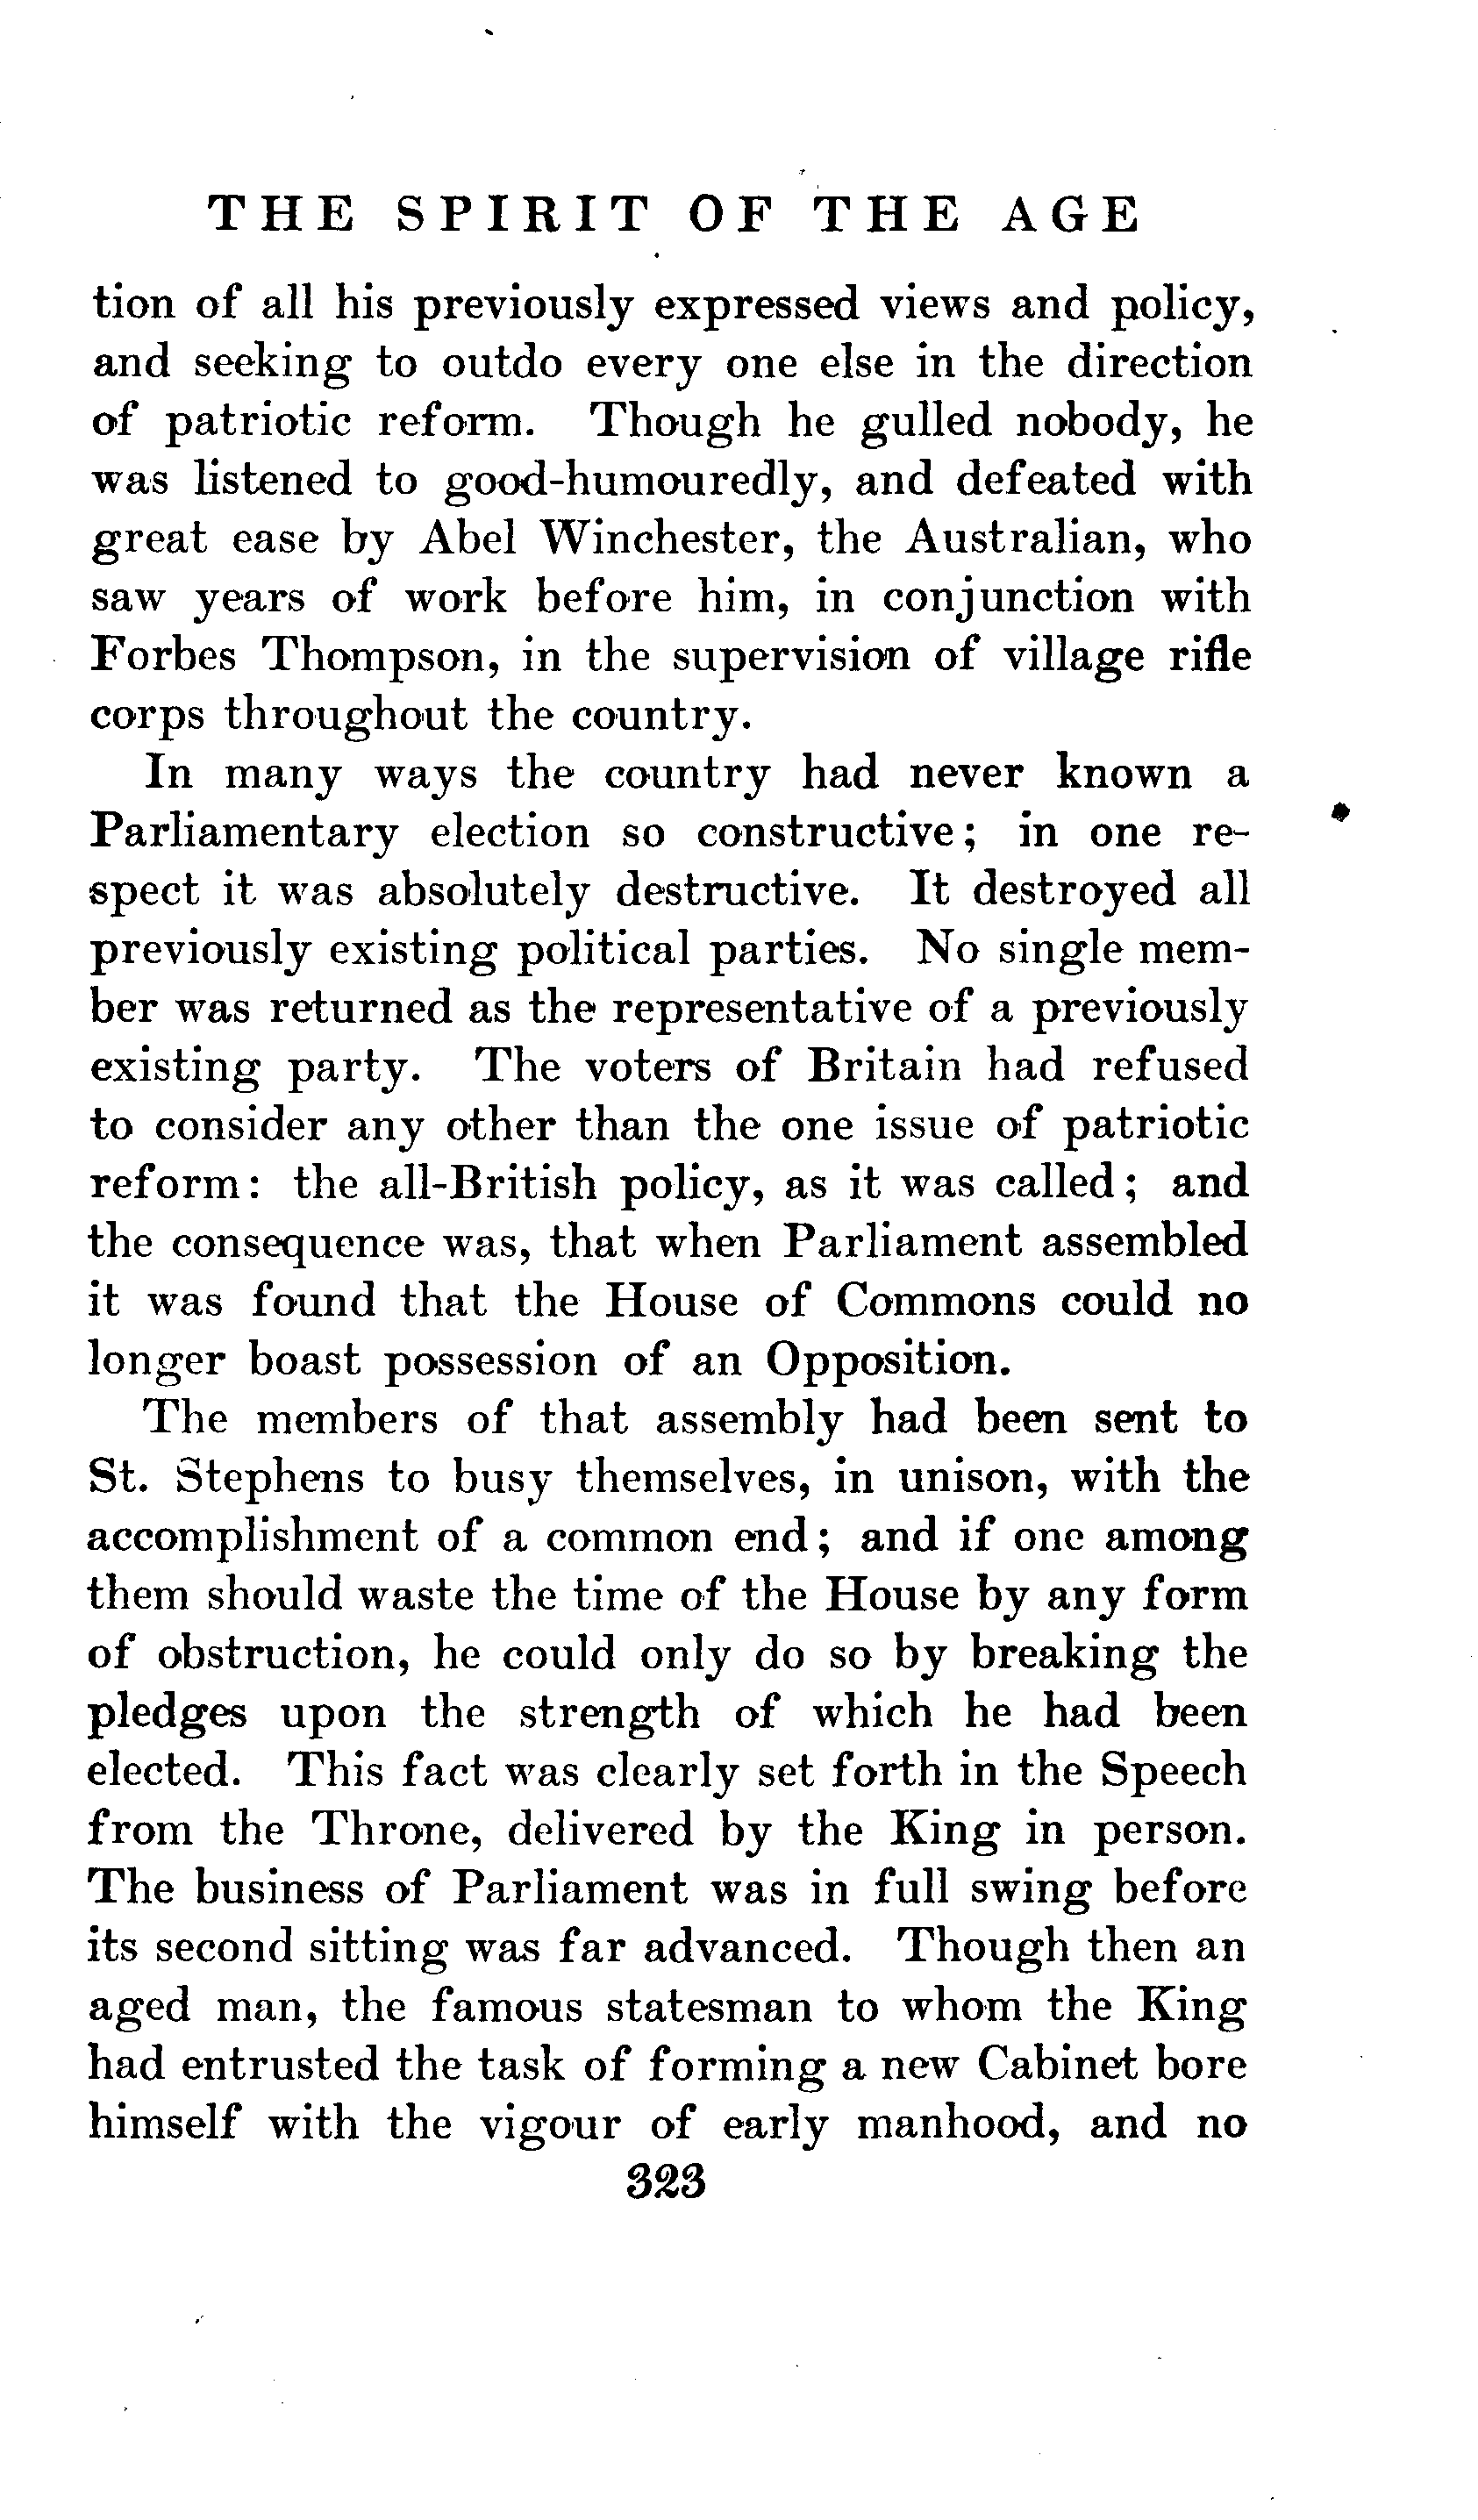 THE SPIRIT OF THE AGE
tion of all his previously expressed views and policy,
and seeking to outdo every one else in the direction
of patriotic reform. Though he gulled nobody, he
was listened to good-humouredly, and defeated with
great ease by Abel Winchester, the Australian, who
saw years of work before him, in conjunction with
Forbes Thompson, in the supervision of village rifle
corps throughout the country.
In many ways the country had never known a
Parliamentary election so constructive; in one re-
spect it was absolutely destructive. It destroyed all
previously existing political parties. No single mem-
ber was returned as the representative of a previously
existing party. The voters of Britain had refused
to consider any other than the one issue of patriotic
reform: the all-British policy, as it was called; and
the consequence was, that when Parliament assembled
it was found that the House of Commons could no
longer boast possession of an Opposition.
The members of that assembly had been sent to
St. Stephens to busy themselves, in unison, with the
accomplishment of a common end; and if one among
them should waste the time of the House by any form
of obstruction, he could only do so by breaking the
pledges upon the strength of which he had been
elected. This fact was clearly set forth in the Speech
from the Throne, delivered by the King in person.
The business of Parliament was in full swing before
its second sitting was far advanced. Though then an
aged man, the famous statesman to whom the King
had entrusted the task of forming a new Cabinet bore
himself with the vigour of early manhood, and no
323